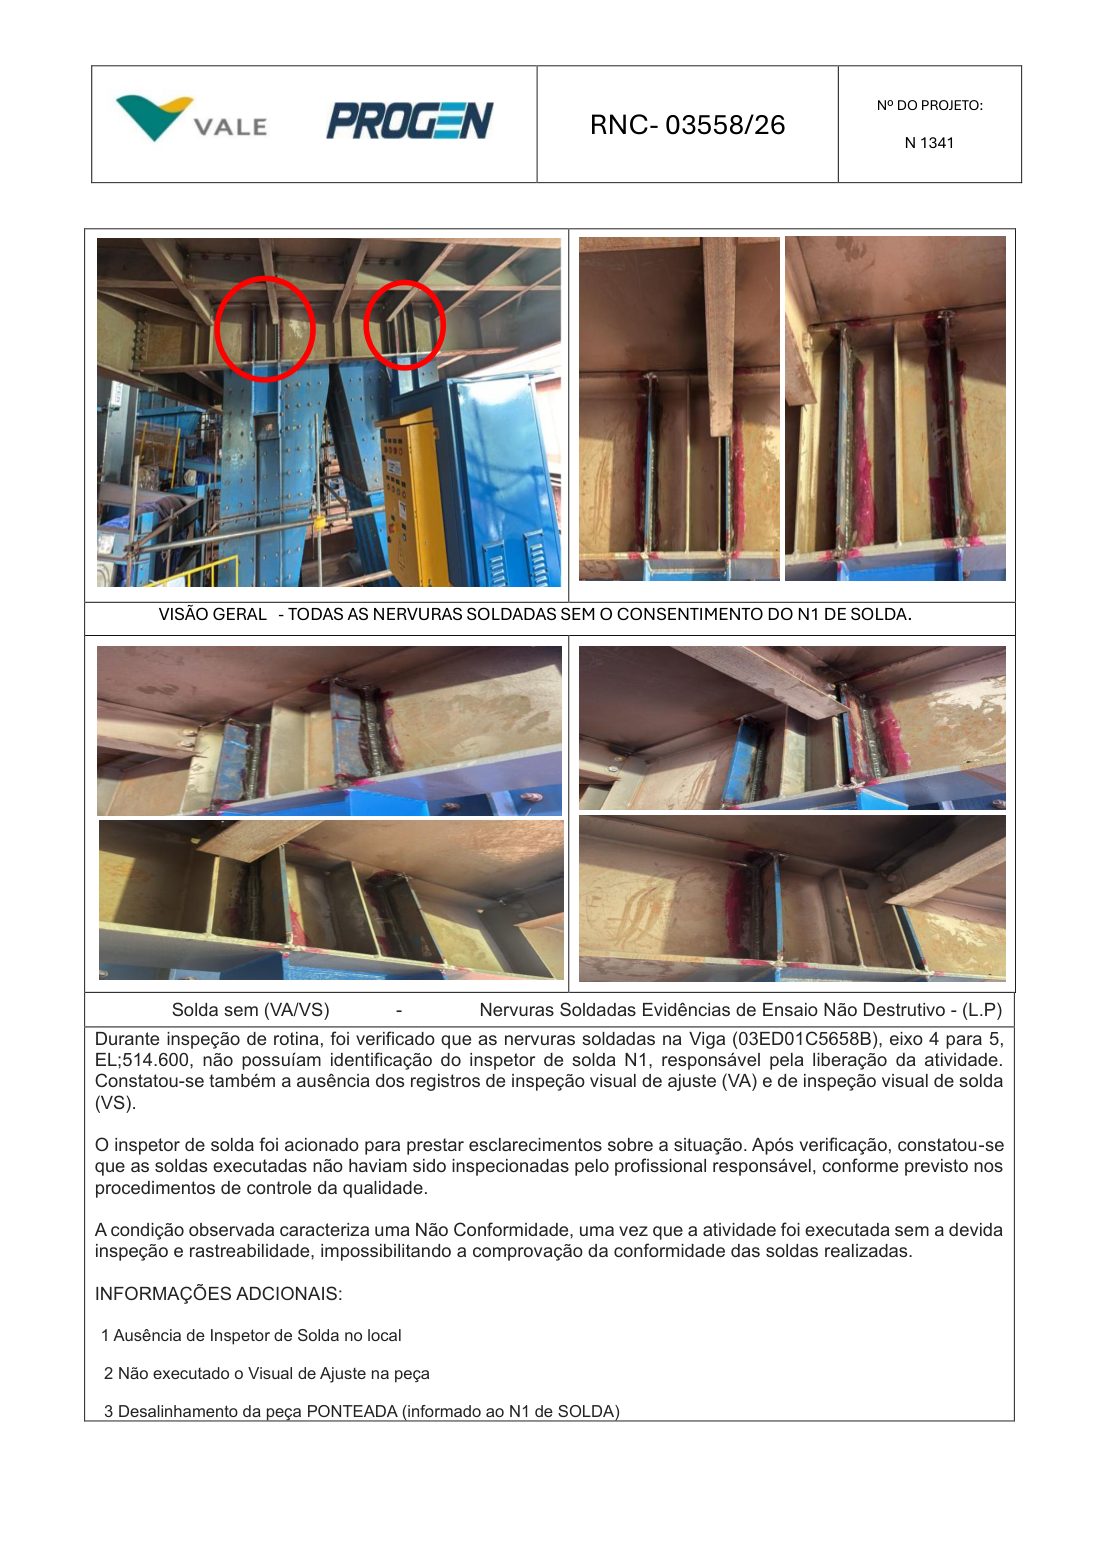 VALE
PROGEN
RNC- 03558/26
Nº DO PROJETO:
N 1341
VISÃO GERAL - TODAS AS NERVURAS SOLDADAS SEM O CONSENTIMENTO DO N1 DE SOLDA.
Solda sem (VA/VS) - Nervuras Soldadas Evidências de Ensaio Não Destrutivo - (L.P)
Durante inspeção de rotina, foi verificado que as nervuras soldadas na Viga (03ED01C5658B), eixo 4 para 5,
EL;514.600, não possuíam identificação do inspetor de solda N1, responsável pela liberação da atividade.
Constatou-se também a ausência dos registros de inspeção visual de ajuste (VA) e de inspeção visual de solda
(VS).
O inspetor de solda foi acionado para prestar esclarecimentos sobre a situação. Após verificação, constatou-se
que as soldas executadas não haviam sido inspecionadas pelo profissional responsável, conforme previsto nos
procedimentos de controle da qualidade.
A condição observada caracteriza uma Não Conformidade, uma vez que a atividade foi executada sem a devida
inspeção e rastreabilidade, impossibilitando a comprovação da conformidade das soldas realizadas.
INFORMAÇÕES ADCIONAIS:
1 Ausência de Inspetor de Solda no local
2 Não executado o Visual de Ajuste na peça
3 Desalinhamento da peça PONTEADA (informado ao N1 de SOLDA)